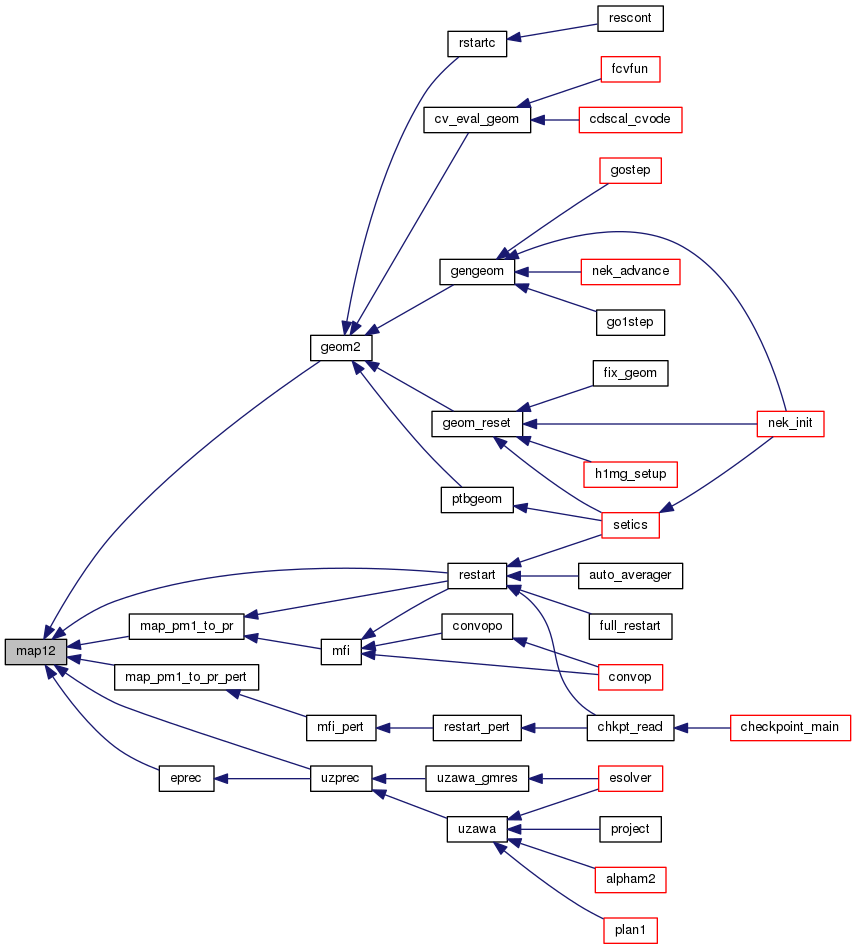 rescont
rstartc
fcvfun
cv_eval_geom
cdscal_cvode
gostep
gengeom
nek_advance
go1step
geom2
fix_geom
geom_reset
nek_init
h1mg_setup
ptbgeom
setics
restart
auto_averager
map_pm1_to_pr
convopo
full_restart
map12
mfi
map_pm1_to_pr_pert
convop
mfi_pert
restart_pert
chkpt_read
checkpoint_main
eprec
uzprec
uzawa_gmres
esolver
uzawa
project
alpham2
plan1